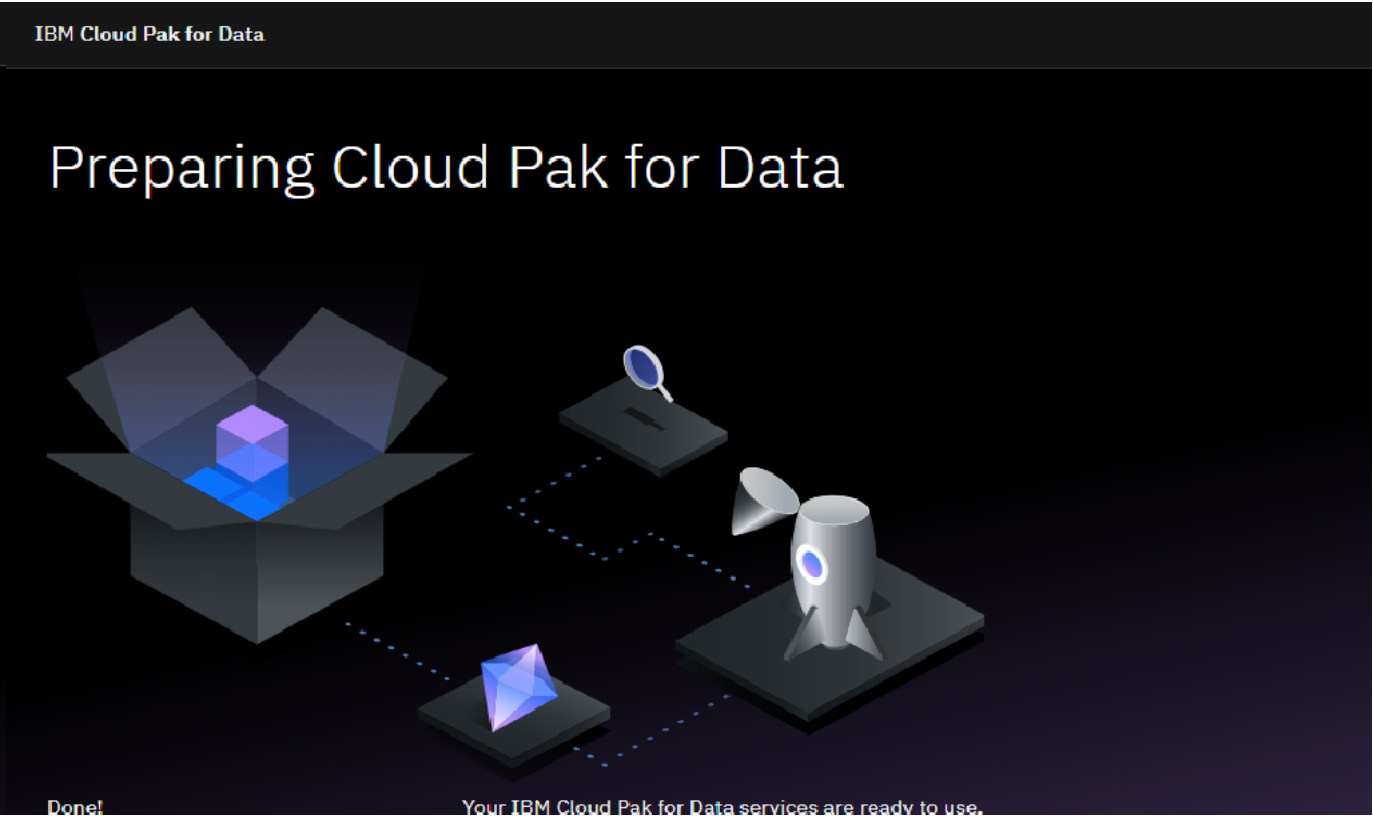 IBM Cloud Pak for Data
Preparing Cloud Pak for Data
Done!
Your IBM Cloud Pak for Data services are ready to use.